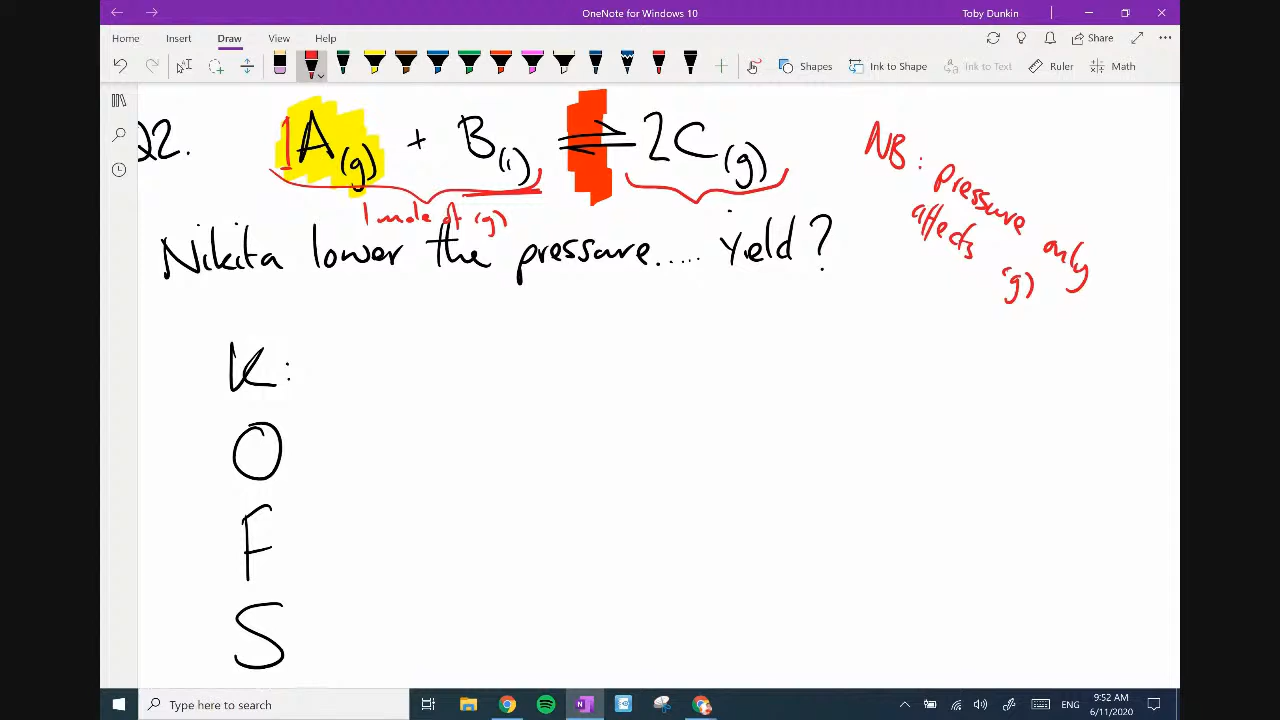 OneNote for Windows 10
Toby Dunkin
Home Insert Draw View Help
Share
Shapes Ink to Shape Ink to Text Ruler Math
Q2. 1A(g) + B(l) ⇌ 2C(g)
1 mole of (g)
NB: pressure only
affects (g)
Nikita lower the pressure..... Yield?
K:
O
F
S
Type here to search
9:52 AM
6/11/2020